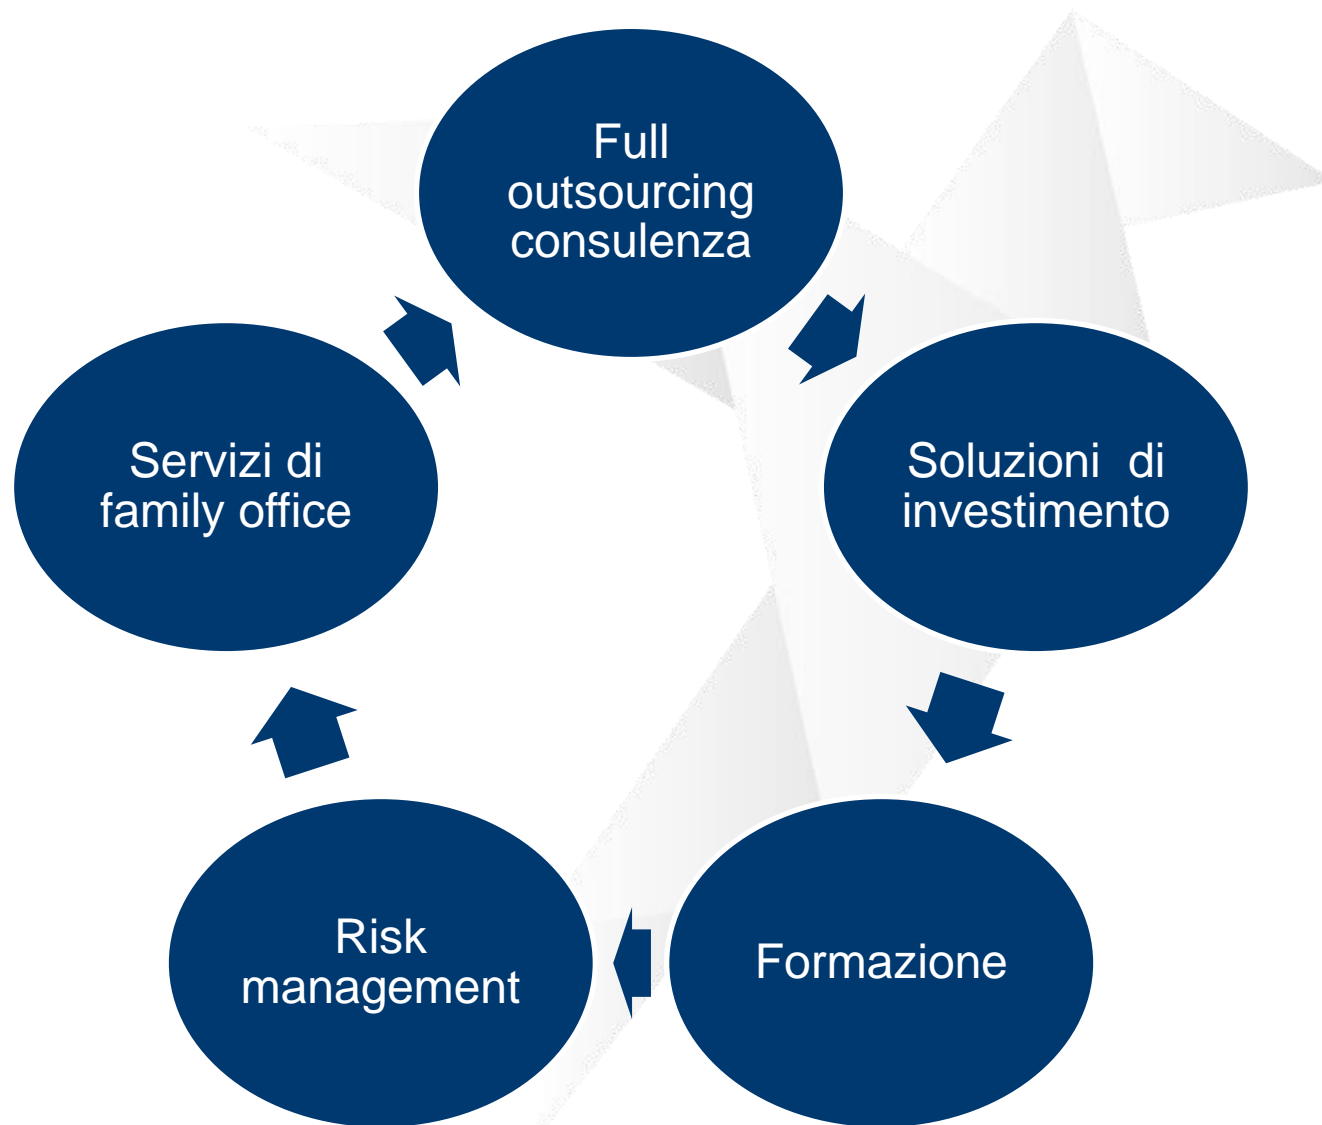 Full
outsourcing
consulenza
Servizi di
family office
Soluzioni  di
investimento
Risk
management
Formazione